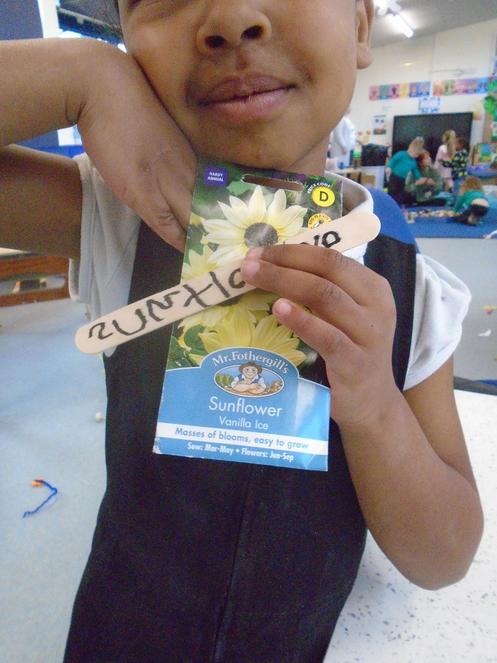 HARDY
ANNUAL
D
Mr.Fothergill's
Sunflower
Vanilla Ice
Masses of blooms, easy to grow
Sow: Mar-May • Flowers: Jun-Sep